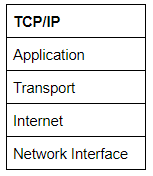 TCP/IP
Application
Transport
Internet
Network Interface